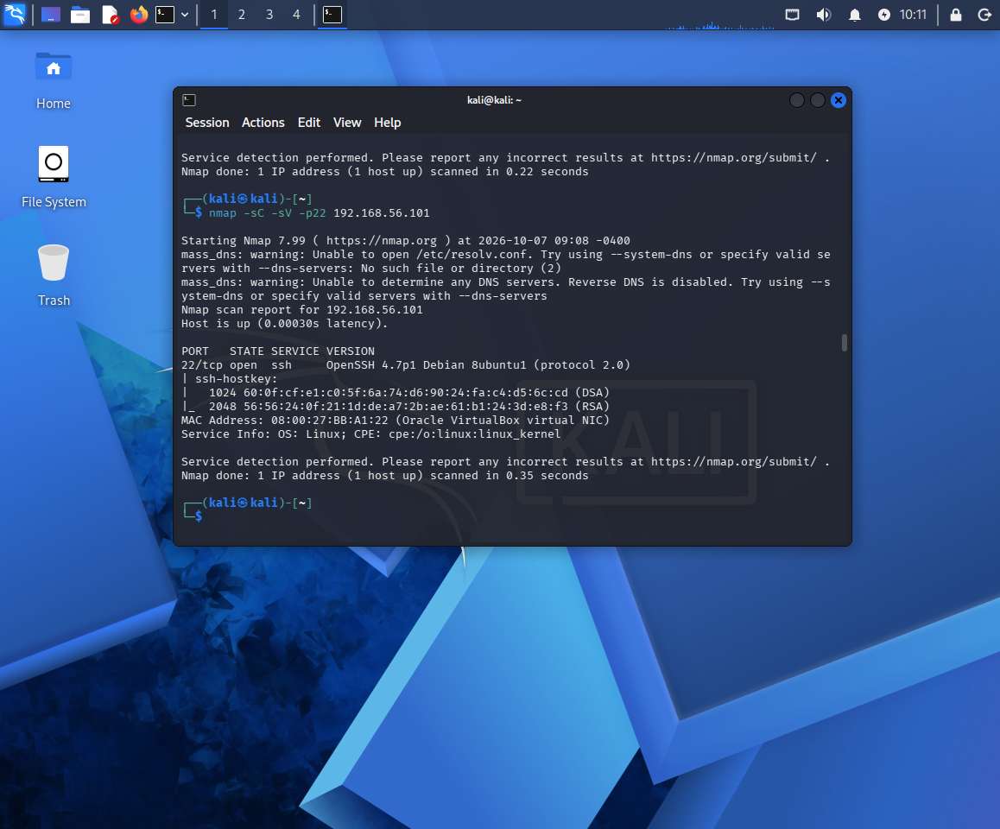 1 2 3 4
10:11
Home
File System
Trash
kali@kali: ~
Session Actions Edit View Help
Service detection performed. Please report any incorrect results at https://nmap.org/submit/ .
Nmap done: 1 IP address (1 host up) scanned in 0.22 seconds
┌──(kali㉿kali)-[~]
└─$ nmap -sC -sV -p22 192.168.56.101
Starting Nmap 7.99 ( https://nmap.org ) at 2026-10-07 09:08 -0400
mass_dns: warning: Unable to open /etc/resolv.conf. Try using --system-dns or specify valid se
rvers with --dns-servers: No such file or directory (2)
mass_dns: warning: Unable to determine any DNS servers. Reverse DNS is disabled. Try using --s
ystem-dns or specify valid servers with --dns-servers
Nmap scan report for 192.168.56.101
Host is up (0.00030s latency).
PORT   STATE SERVICE VERSION
22/tcp open  ssh     OpenSSH 4.7p1 Debian 8ubuntu1 (protocol 2.0)
| ssh-hostkey:
|   1024 60:0f:cf:e1:c0:5f:6a:74:d6:90:24:fa:c4:d5:6c:cd (DSA)
|_  2048 56:56:24:0f:21:1d:de:a7:2b:ae:61:b1:24:3d:e8:f3 (RSA)
MAC Address: 08:00:27:BB:A1:22 (Oracle VirtualBox virtual NIC)
Service Info: OS: Linux; CPE: cpe:/o:linux:linux_kernel
Service detection performed. Please report any incorrect results at https://nmap.org/submit/ .
Nmap done: 1 IP address (1 host up) scanned in 0.35 seconds
┌──(kali㉿kali)-[~]
└─$
KALI